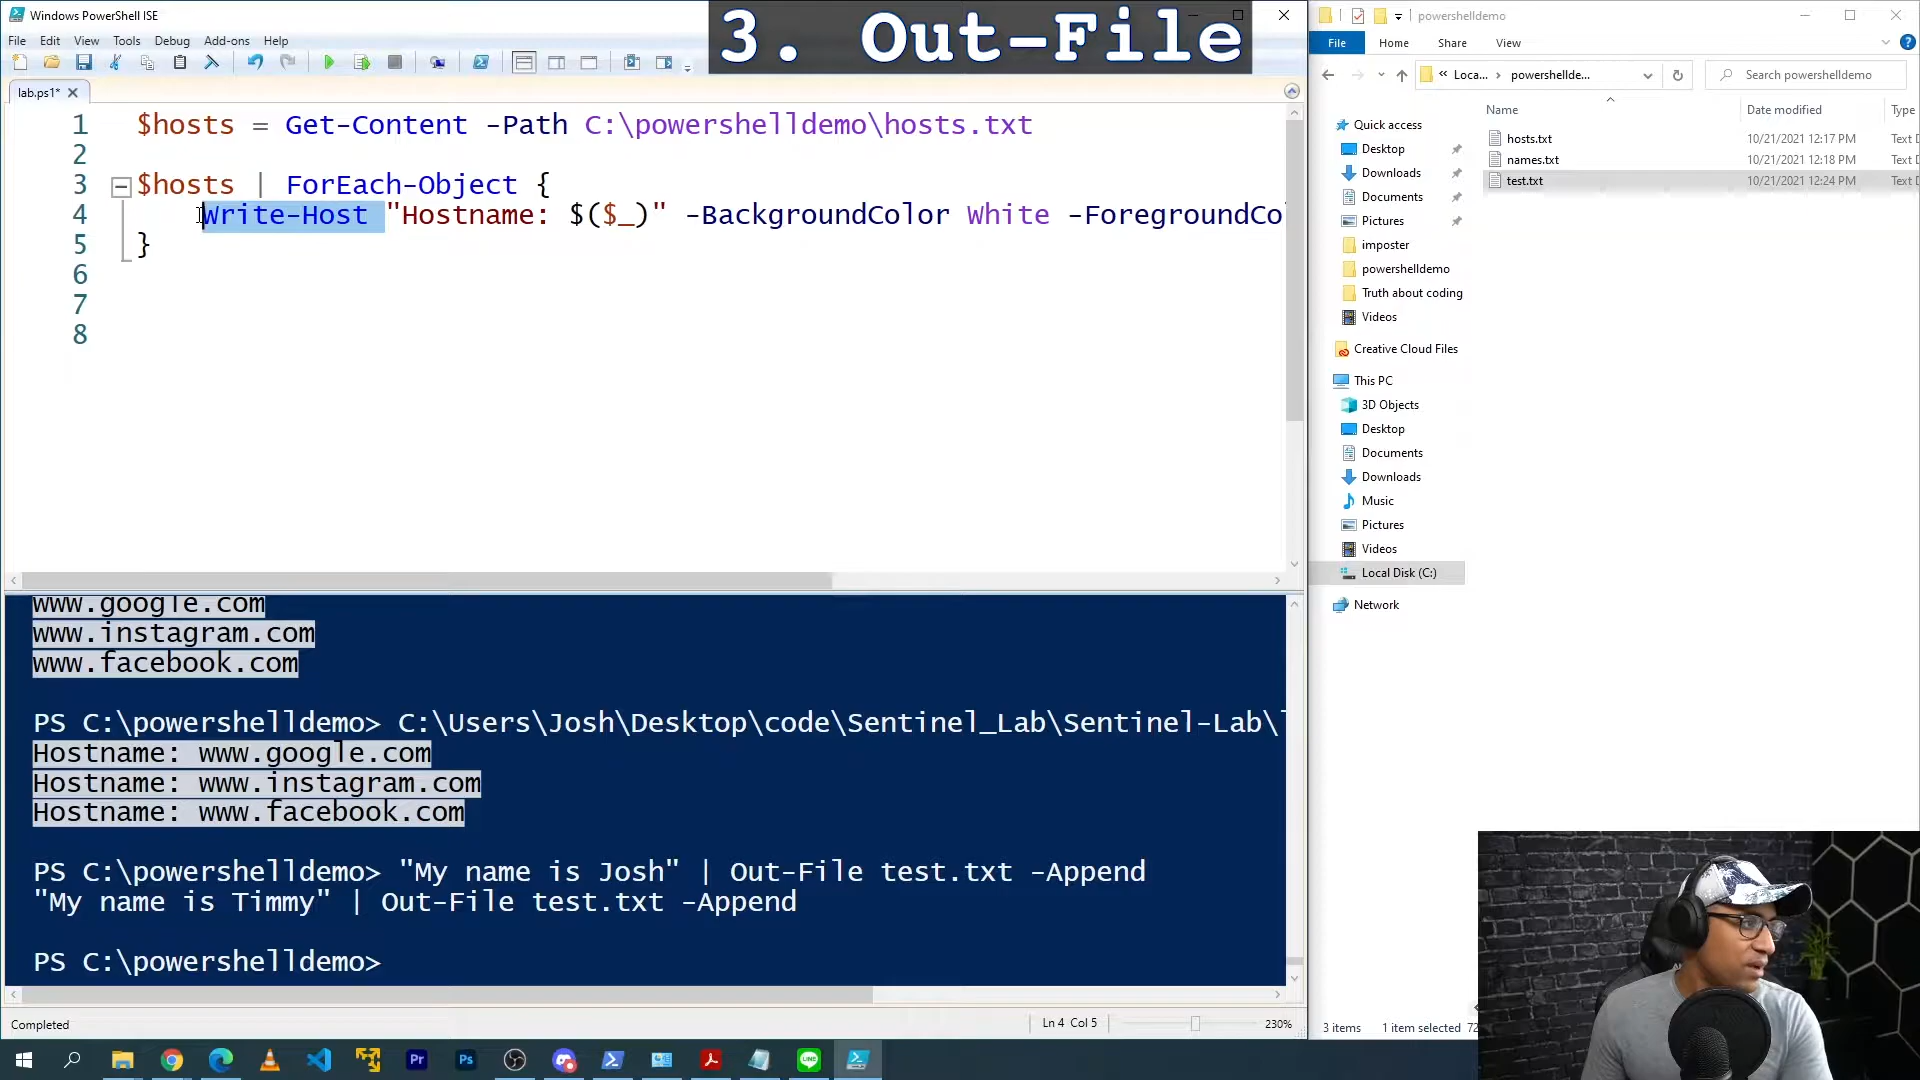 Windows PowerShell ISE
3. Out-File
File Edit View Tools Debug Add-ons Help
lab.ps1*
1 $hosts = Get-Content -Path C:\powershelldemo\hosts.txt
2
3 $hosts | ForEach-Object {
4 Write-Host "Hostname: $($_)" -BackgroundColor White -ForegroundCo
5 }
6
7
8
www.google.com
www.instagram.com
www.facebook.com
PS C:\powershelldemo> C:\Users\Josh\Desktop\code\Sentinel_Lab\Sentinel-Lab\
Hostname: www.google.com
Hostname: www.instagram.com
Hostname: www.facebook.com
PS C:\powershelldemo> "My name is Josh" | Out-File test.txt -Append
"My name is Timmy" | Out-File test.txt -Append
PS C:\powershelldemo>
Completed
Ln 4 Col 5
230%
powershelldemo
File Home Share View
« Loca... › powershellde...
Search powershelldemo
Name Date modified Type
hosts.txt 10/21/2021 12:17 PM Text D
names.txt 10/21/2021 12:18 PM Text D
test.txt 10/21/2021 12:24 PM Text D
Quick access
Desktop
Downloads
Documents
Pictures
imposter
powershelldemo
Truth about coding
Videos
Creative Cloud Files
This PC
3D Objects
Desktop
Documents
Downloads
Music
Pictures
Videos
Local Disk (C:)
Network
3 items 1 item selected 72
Pr
Ps
LINE